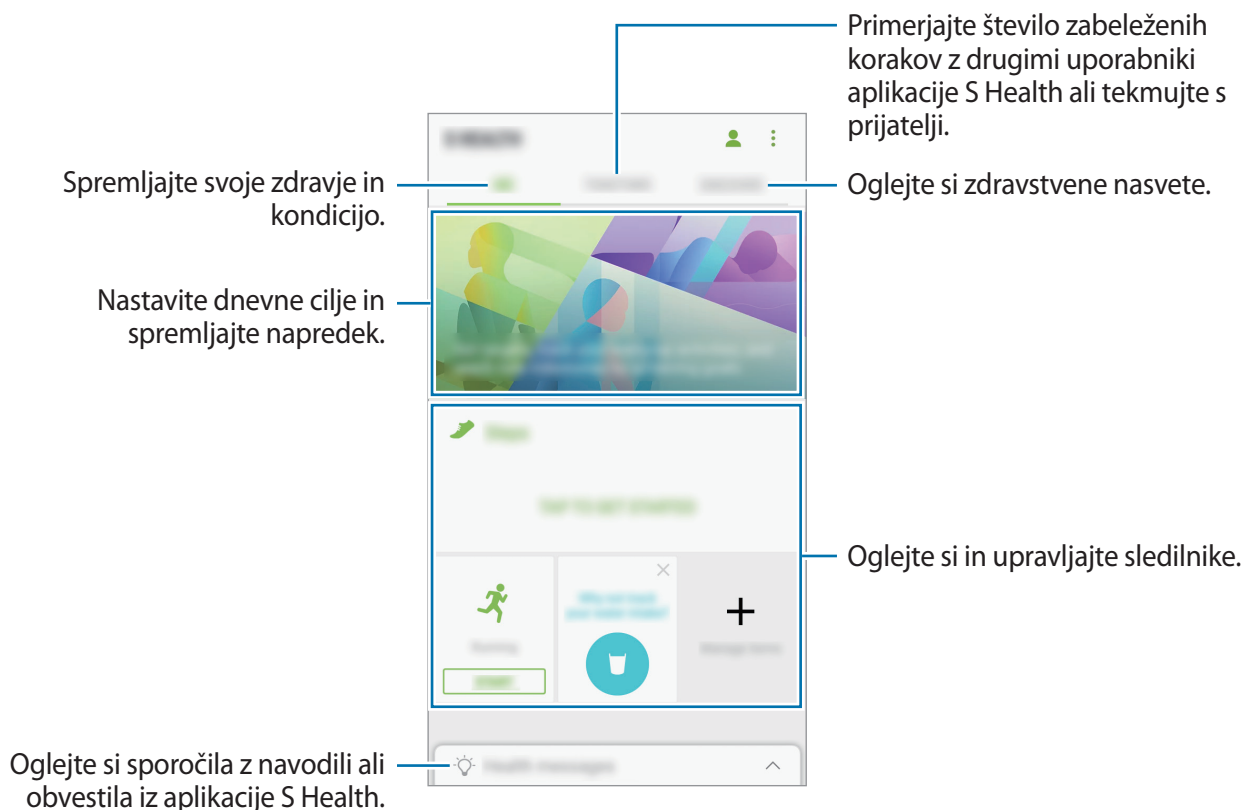 Primerjajte število zabeleženih
korakov z drugimi uporabniki
aplikacije S Health ali tekmujte s
prijatelji.
Spremljajte svoje zdravje in
kondicijo.
Oglejte si zdravstvene nasvete.
Nastavite dnevne cilje in
spremljajte napredek.
Oglejte si in upravljajte sledilnike.
Oglejte si sporočila z navodili ali
obvestila iz aplikacije S Health.